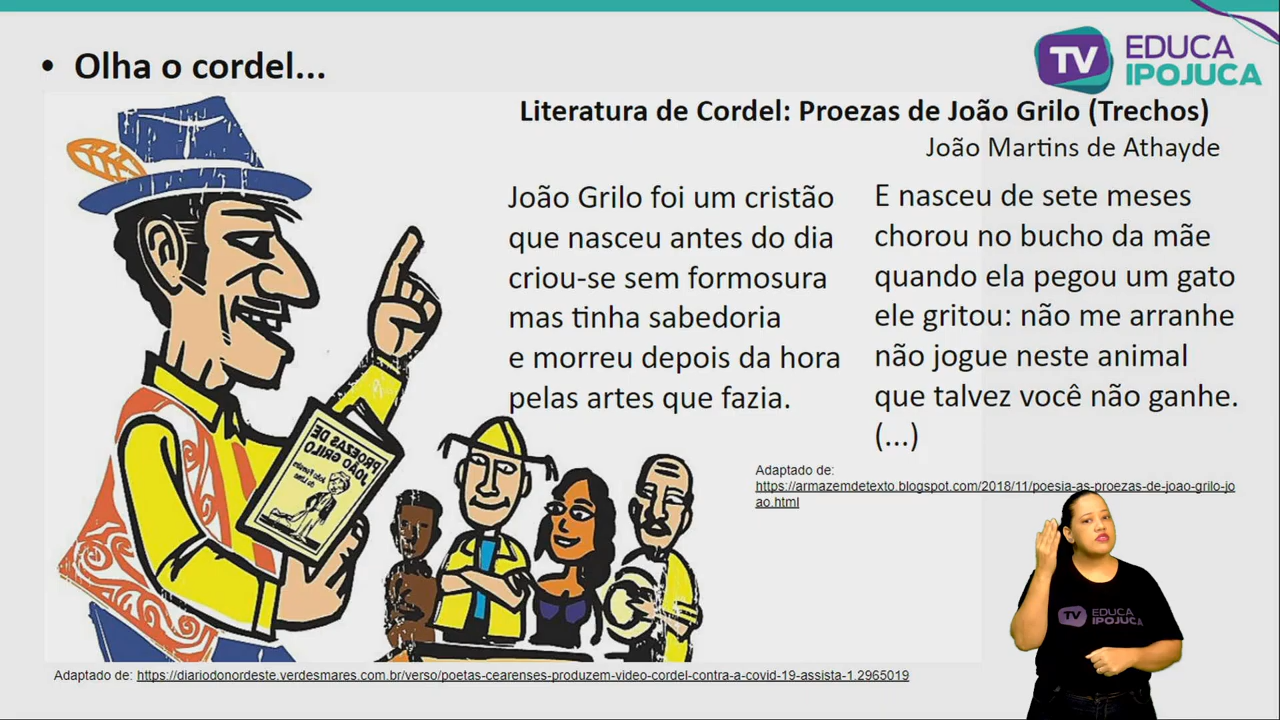 • Olha o cordel...
TV EDUCA
IPOJUCA
Literatura de Cordel: Proezas de João Grilo (Trechos)
João Martins de Athayde
João Grilo foi um cristão
que nasceu antes do dia
criou-se sem formosura
mas tinha sabedoria
e morreu depois da hora
pelas artes que fazia.
E nasceu de sete meses
chorou no bucho da mãe
quando ela pegou um gato
ele gritou: não me arranhe
não jogue neste animal
que talvez você não ganhe.
(...)
Adaptado de:
https://armazemdetexto.blogspot.com/2018/11/poesia-as-proezas-de-joao-grilo-jo
ao.html
PROEZAS DE
JOÃO GRILO
TV EDUCA
IPOJUCA
Adaptado de: https://diariodonordeste.verdesmares.com.br/verso/poetas-cearenses-produzem-video-cordel-contra-a-covid-19-assista-1.2965019